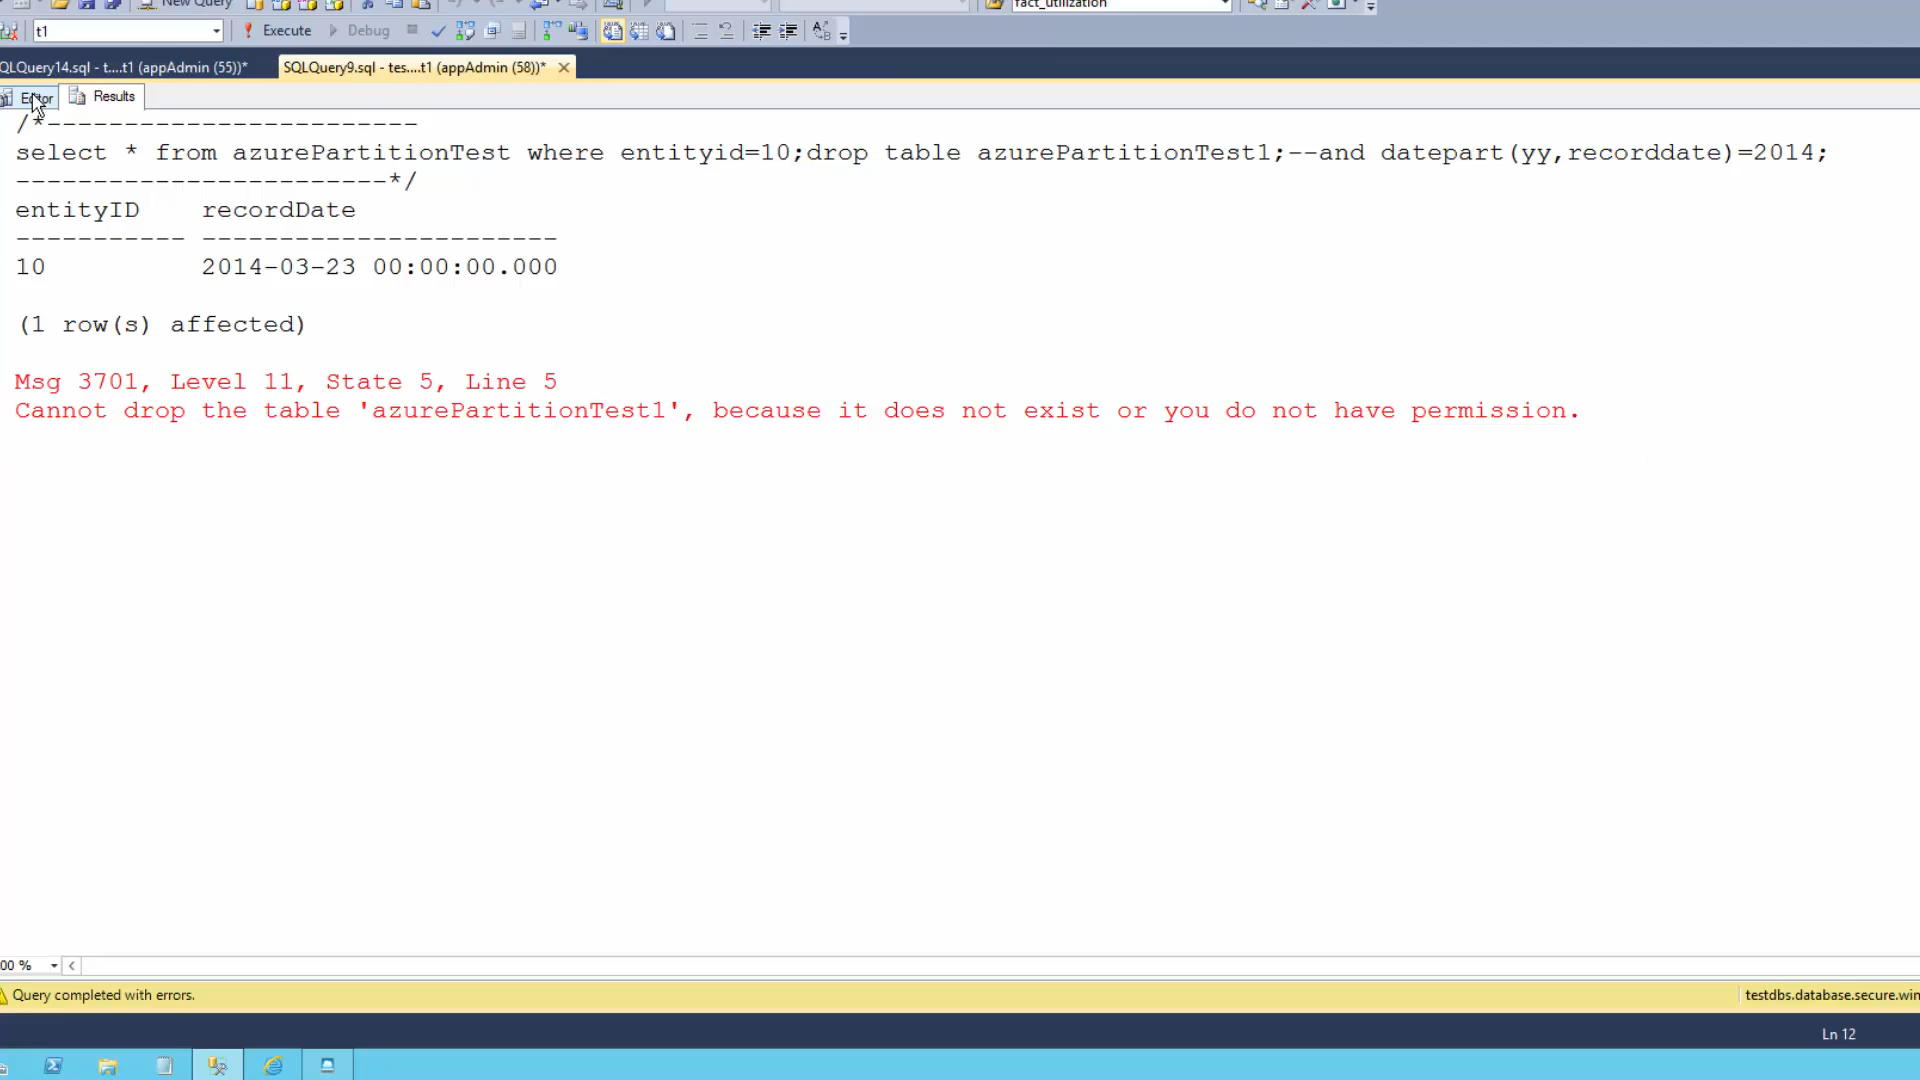 New Query
fact_utilization
t1
Execute
Debug
QLQuery14.sql - t....t1 (appAdmin (55))*
SQLQuery9.sql - tes....t1 (appAdmin (58))*
Editor
Results
/*------------------------
select * from azurePartitionTest where entityid=10;drop table azurePartitionTest1;--and datepart(yy,recorddate)=2014;
------------------------*/
entityID recordDate
----------- -----------------------
10 2014-03-23 00:00:00.000
(1 row(s) affected)
Msg 3701, Level 11, State 5, Line 5
Cannot drop the table 'azurePartitionTest1', because it does not exist or you do not have permission.
00 %
Query completed with errors.
testdbs.database.secure.win
Ln 12